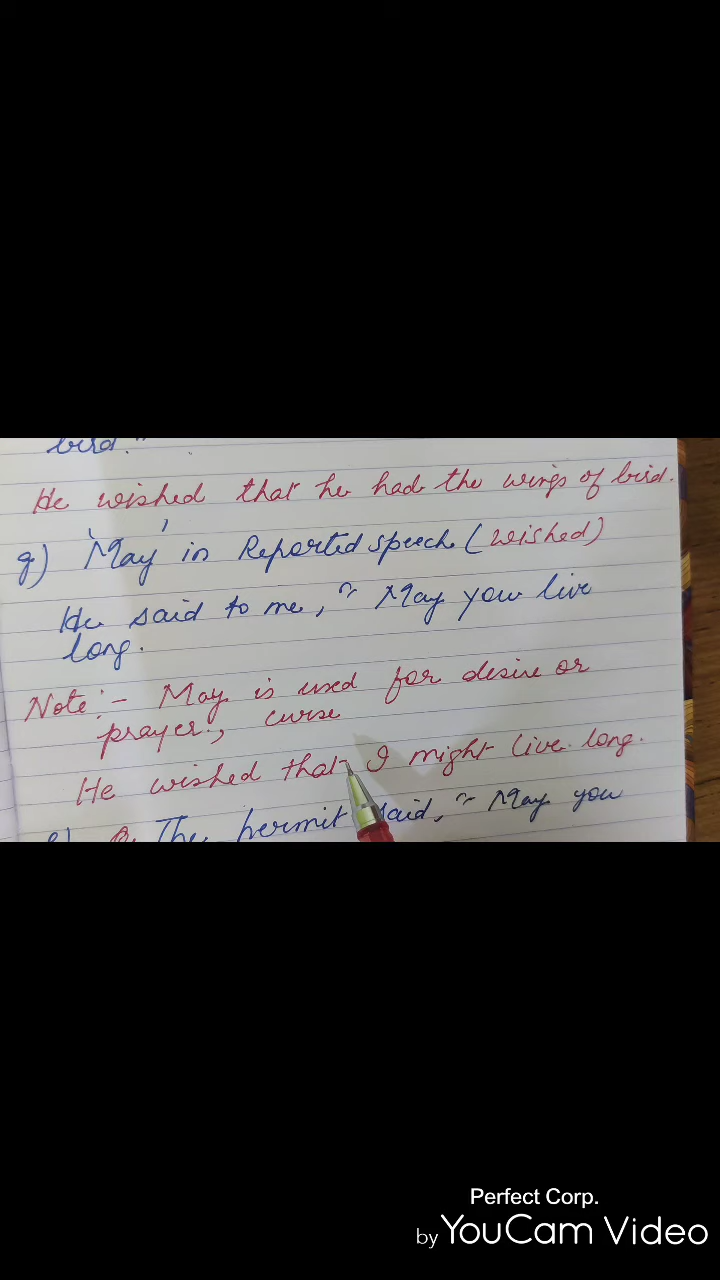 bird."
He wished that he had the wings of bird.
g) 'May' in Reported speech (wished)
He said to me, " May you live
long.
Note:- May is used for desire or
prayer., curse
He wished that I might live long.
The hermit said, " May you
Perfect Corp.
by YouCam Video